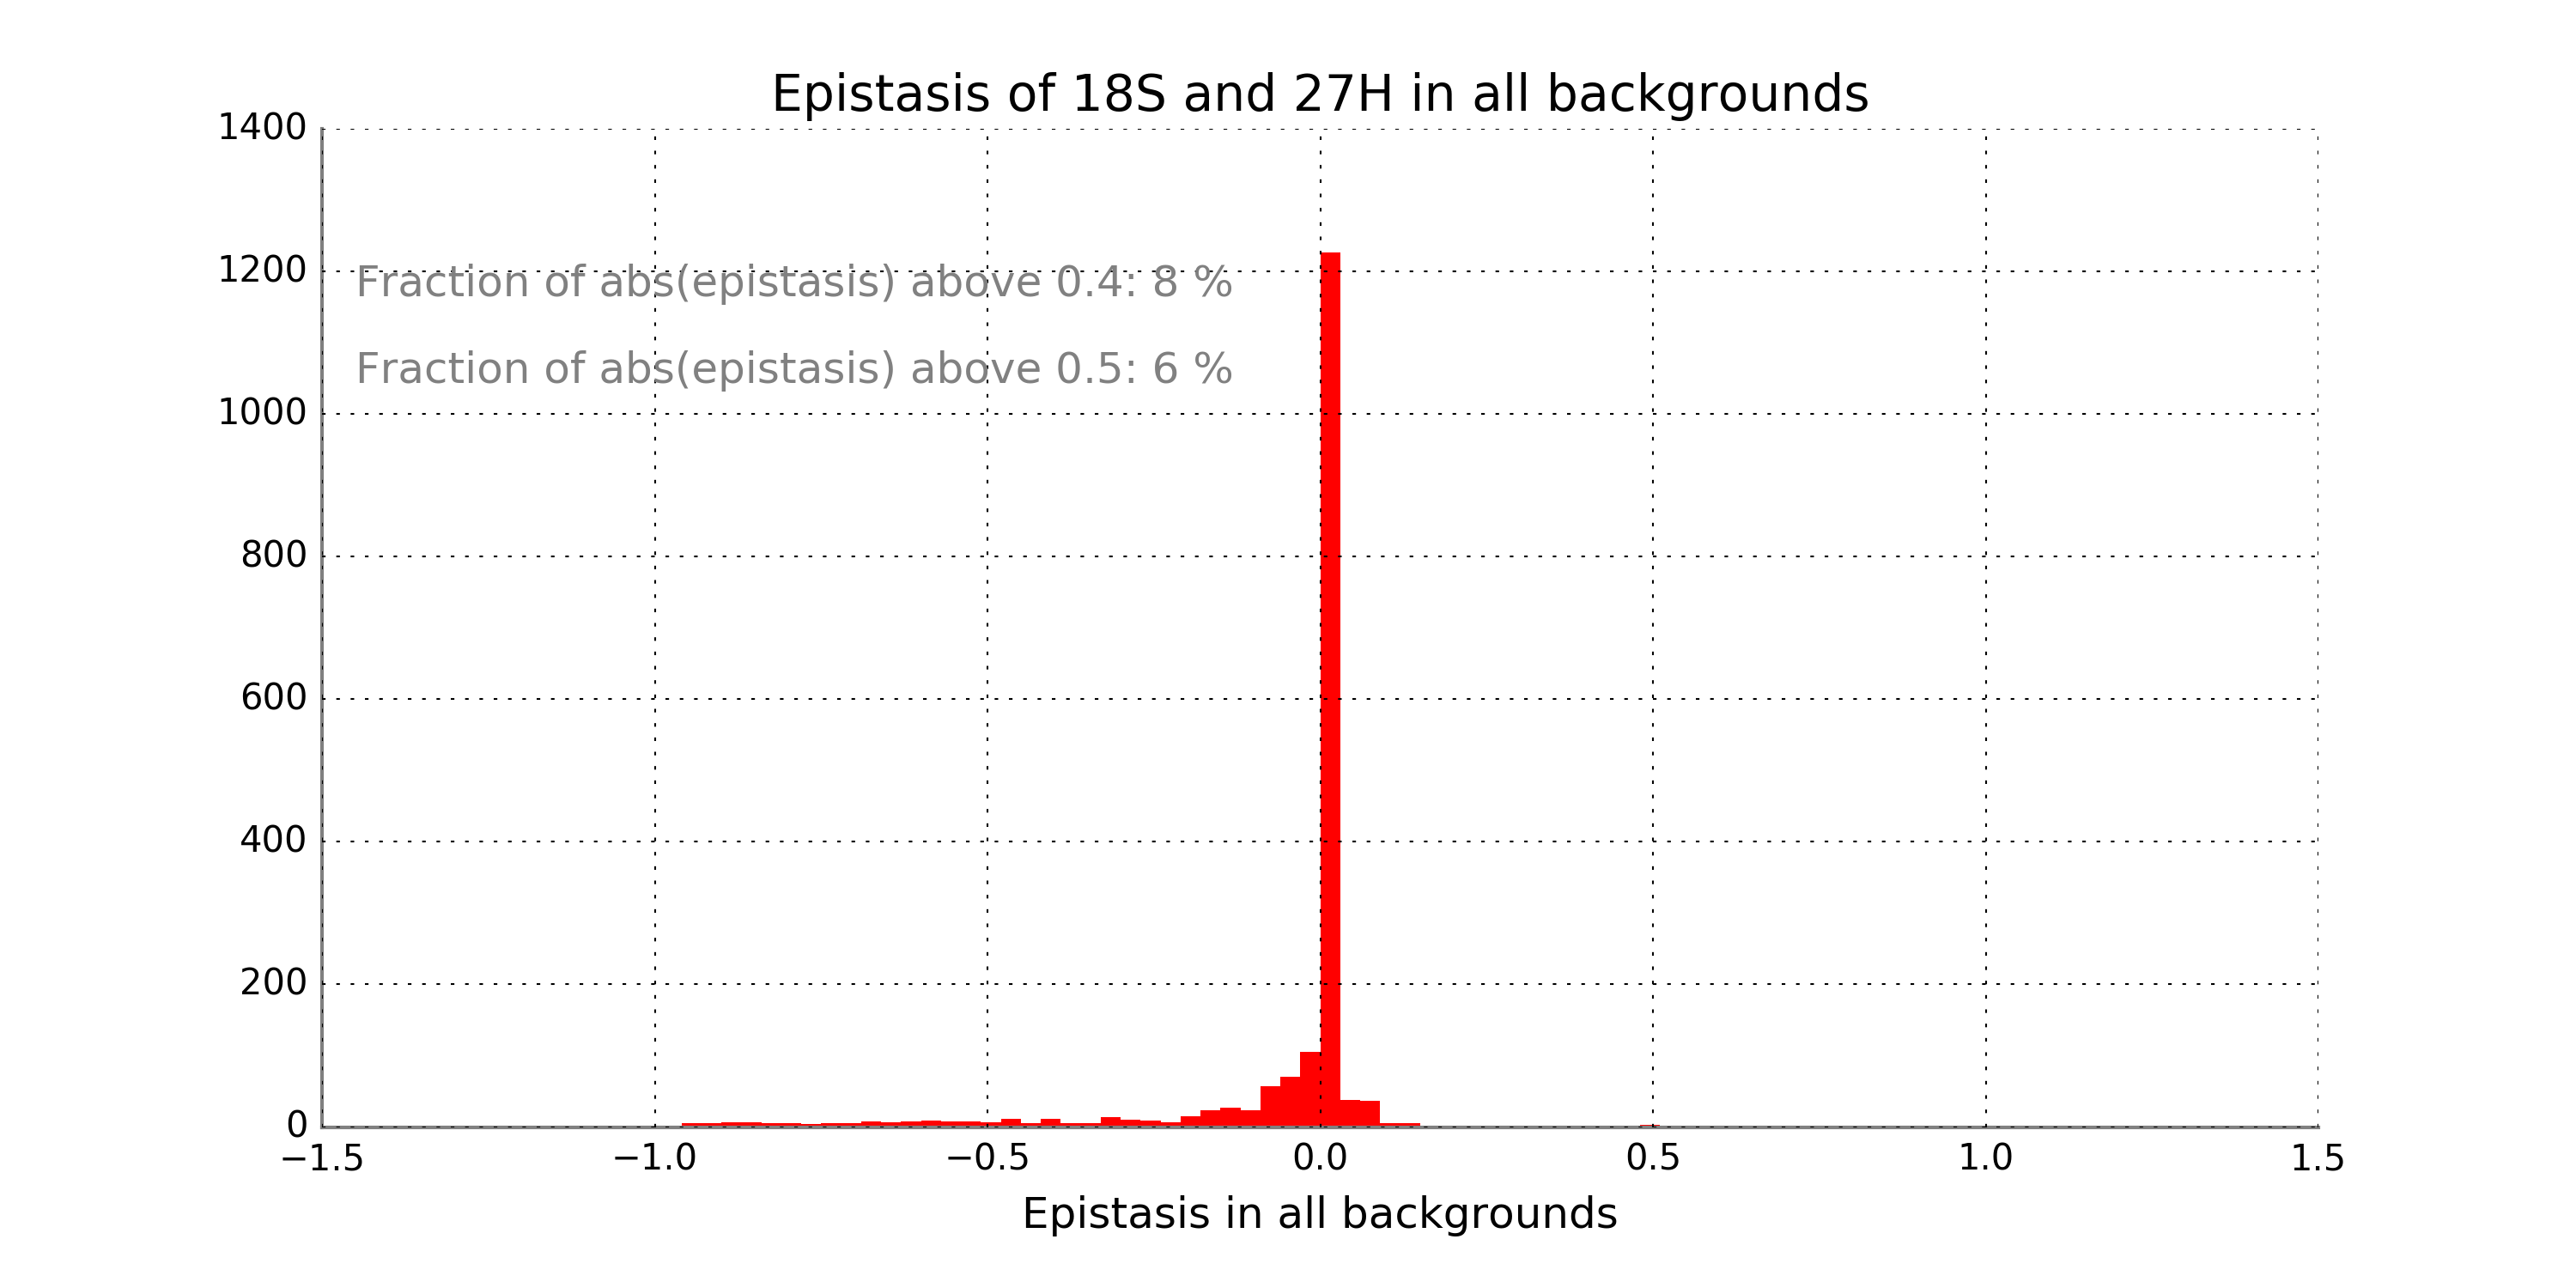 Epistasis of 18S and 27H in all backgrounds
1400
1200
Fraction of abs(epistasis) above 0.4: 8 %
Fraction of abs(epistasis) above 0.5: 6 %
1000
800
600
400
200
0
−1.5 −1.0 −0.5 0.0 0.5 1.0 1.5
Epistasis in all backgrounds